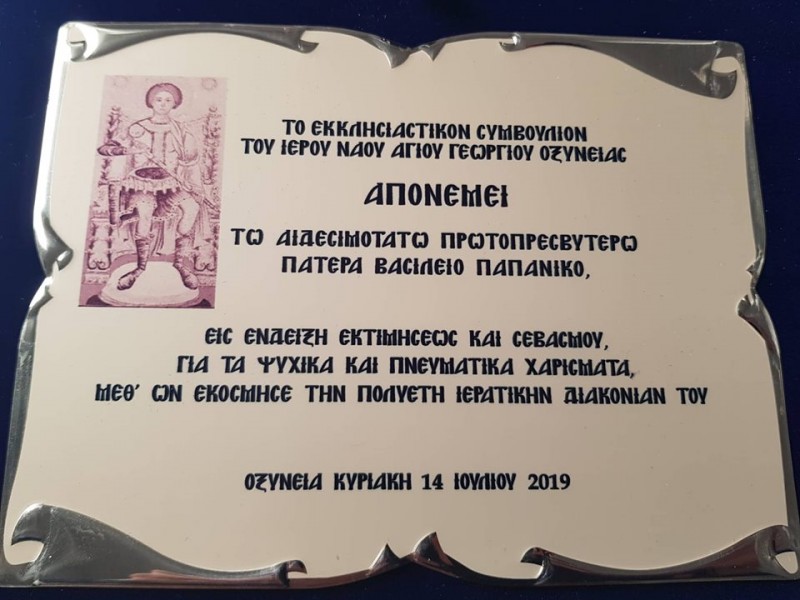 ΤΟ ΕΚΚΛΗΣΙΑΣΤΙΚΟΝ ΣΥΜΒΟΥΛΙΟΝ
ΤΟΥ ΙΕΡΟΥ ΝΑΟΥ ΑΓΙΟΥ ΓΕΩΡΓΙΟΥ ΟΞΥΝΕΙΑΣ
ΑΠΟΝΕΜΕΙ
ΤΩ ΑΙΔΕΣΙΜΟΤΑΤΩ ΠΡΩΤΟΠΡΕΣΒΥΤΕΡΩ
ΠΑΤΕΡΑ ΒΑΣΙΛΕΙΟ ΠΑΠΑΝΙΚΟ,
ΕΙΣ ΕΝΔΕΙΞΗ ΕΚΤΙΜΗΣΕΩΣ ΚΑΙ ΣΕΒΑΣΜΟΥ,
ΓΙΑ ΤΑ ΨΥΧΙΚΑ ΚΑΙ ΠΝΕΥΜΑΤΙΚΑ ΧΑΡΙΣΜΑΤΑ,
ΜΕΘ' ΩΝ ΕΚΟΣΜΗΣΕ ΤΗΝ ΠΟΛΥΕΤΗ ΙΕΡΑΤΙΚΗΝ ΔΙΑΚΟΝΙΑΝ ΤΟΥ
ΟΞΥΝΕΙΑ ΚΥΡΙΑΚΗ 14 ΙΟΥΛΙΟΥ 2019